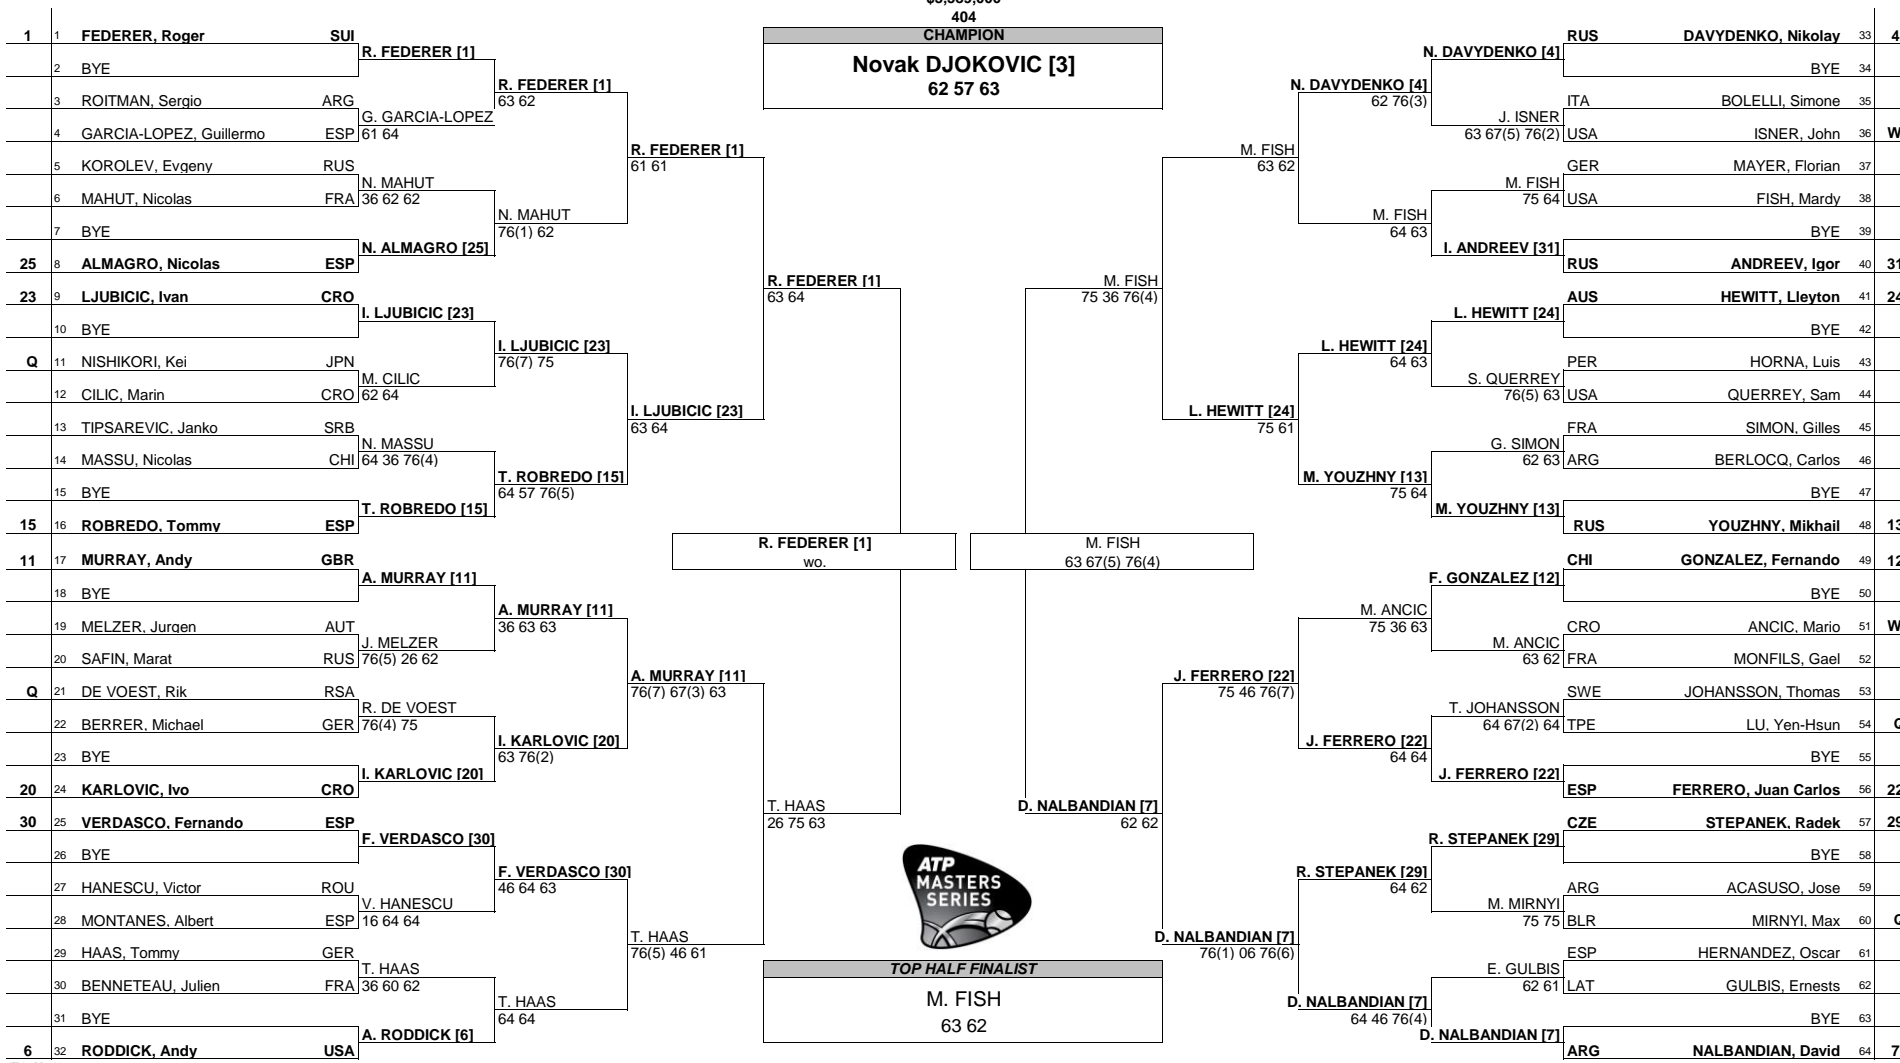 404
CHAMPION
Novak DJOKOVIC [3]
62 57 63
1 1 FEDERER, Roger SUI
2 BYE
3 ROITMAN, Sergio ARG
4 GARCIA-LOPEZ, Guillermo ESP
5 KOROLEV, Evgeny RUS
6 MAHUT, Nicolas FRA
7 BYE
25 8 ALMAGRO, Nicolas ESP
23 9 LJUBICIC, Ivan CRO
10 BYE
Q 11 NISHIKORI, Kei JPN
12 CILIC, Marin CRO
13 TIPSAREVIC, Janko SRB
14 MASSU, Nicolas CHI
15 BYE
15 16 ROBREDO, Tommy ESP
11 17 MURRAY, Andy GBR
18 BYE
19 MELZER, Jurgen AUT
20 SAFIN, Marat RUS
Q 21 DE VOEST, Rik RSA
22 BERRER, Michael GER
23 BYE
20 24 KARLOVIC, Ivo CRO
30 25 VERDASCO, Fernando ESP
26 BYE
27 HANESCU, Victor ROU
28 MONTANES, Albert ESP
29 HAAS, Tommy GER
30 BENNETEAU, Julien FRA
31 BYE
6 32 RODDICK, Andy USA
R. FEDERER [1]
G. GARCIA-LOPEZ
61 64
N. MAHUT
36 62 62
N. ALMAGRO [25]
I. LJUBICIC [23]
M. CILIC
62 64
N. MASSU
64 36 76(4)
T. ROBREDO [15]
A. MURRAY [11]
J. MELZER
76(5) 26 62
R. DE VOEST
76(4) 75
I. KARLOVIC [20]
F. VERDASCO [30]
V. HANESCU
16 64 64
T. HAAS
36 60 62
A. RODDICK [6]
R. FEDERER [1]
63 62
N. MAHUT
76(1) 62
I. LJUBICIC [23]
76(7) 75
T. ROBREDO [15]
64 57 76(5)
A. MURRAY [11]
36 63 63
I. KARLOVIC [20]
63 76(2)
F. VERDASCO [30]
46 64 63
T. HAAS
64 64
R. FEDERER [1]
61 61
I. LJUBICIC [23]
63 64
A. MURRAY [11]
76(7) 67(3) 63
T. HAAS
76(5) 46 61
R. FEDERER [1]
63 64
T. HAAS
26 75 63
R. FEDERER [1]
wo.
M. FISH
63 67(5) 76(4)
ATP
MASTERS
SERIES
TOP HALF FINALIST
M. FISH
63 62
M. FISH
75 36 76(4)
D. NALBANDIAN [7]
62 62
M. FISH
63 62
L. HEWITT [24]
75 61
J. FERRERO [22]
75 46 76(7)
D. NALBANDIAN [7]
76(1) 06 76(6)
N. DAVYDENKO [4]
62 76(3)
M. FISH
64 63
L. HEWITT [24]
64 63
M. YOUZHNY [13]
75 64
M. ANCIC
75 36 63
J. FERRERO [22]
64 64
R. STEPANEK [29]
64 62
D. NALBANDIAN [7]
64 46 76(4)
N. DAVYDENKO [4]
J. ISNER
63 67(5) 76(2)
M. FISH
75 64
I. ANDREEV [31]
L. HEWITT [24]
S. QUERREY
76(5) 63
G. SIMON
62 63
M. YOUZHNY [13]
F. GONZALEZ [12]
M. ANCIC
63 62
T. JOHANSSON
64 67(2) 64
J. FERRERO [22]
R. STEPANEK [29]
M. MIRNYI
75 75
E. GULBIS
62 61
D. NALBANDIAN [7]
RUS DAVYDENKO, Nikolay 33 4
BYE 34
ITA BOLELLI, Simone 35
USA ISNER, John 36
GER MAYER, Florian 37
USA FISH, Mardy 38
BYE 39
RUS ANDREEV, Igor 40 31
AUS HEWITT, Lleyton 41 24
BYE 42
PER HORNA, Luis 43
USA QUERREY, Sam 44
FRA SIMON, Gilles 45
ARG BERLOCQ, Carlos 46
BYE 47
RUS YOUZHNY, Mikhail 48 13
CHI GONZALEZ, Fernando 49 12
BYE 50
CRO ANCIC, Mario 51
FRA MONFILS, Gael 52
SWE JOHANSSON, Thomas 53
TPE LU, Yen-Hsun 54 Q
BYE 55
ESP FERRERO, Juan Carlos 56 22
CZE STEPANEK, Radek 57 29
BYE 58
ARG ACASUSO, Jose 59
BLR MIRNYI, Max 60 Q
ESP HERNANDEZ, Oscar 61
LAT GULBIS, Ernests 62
BYE 63
ARG NALBANDIAN, David 64 7